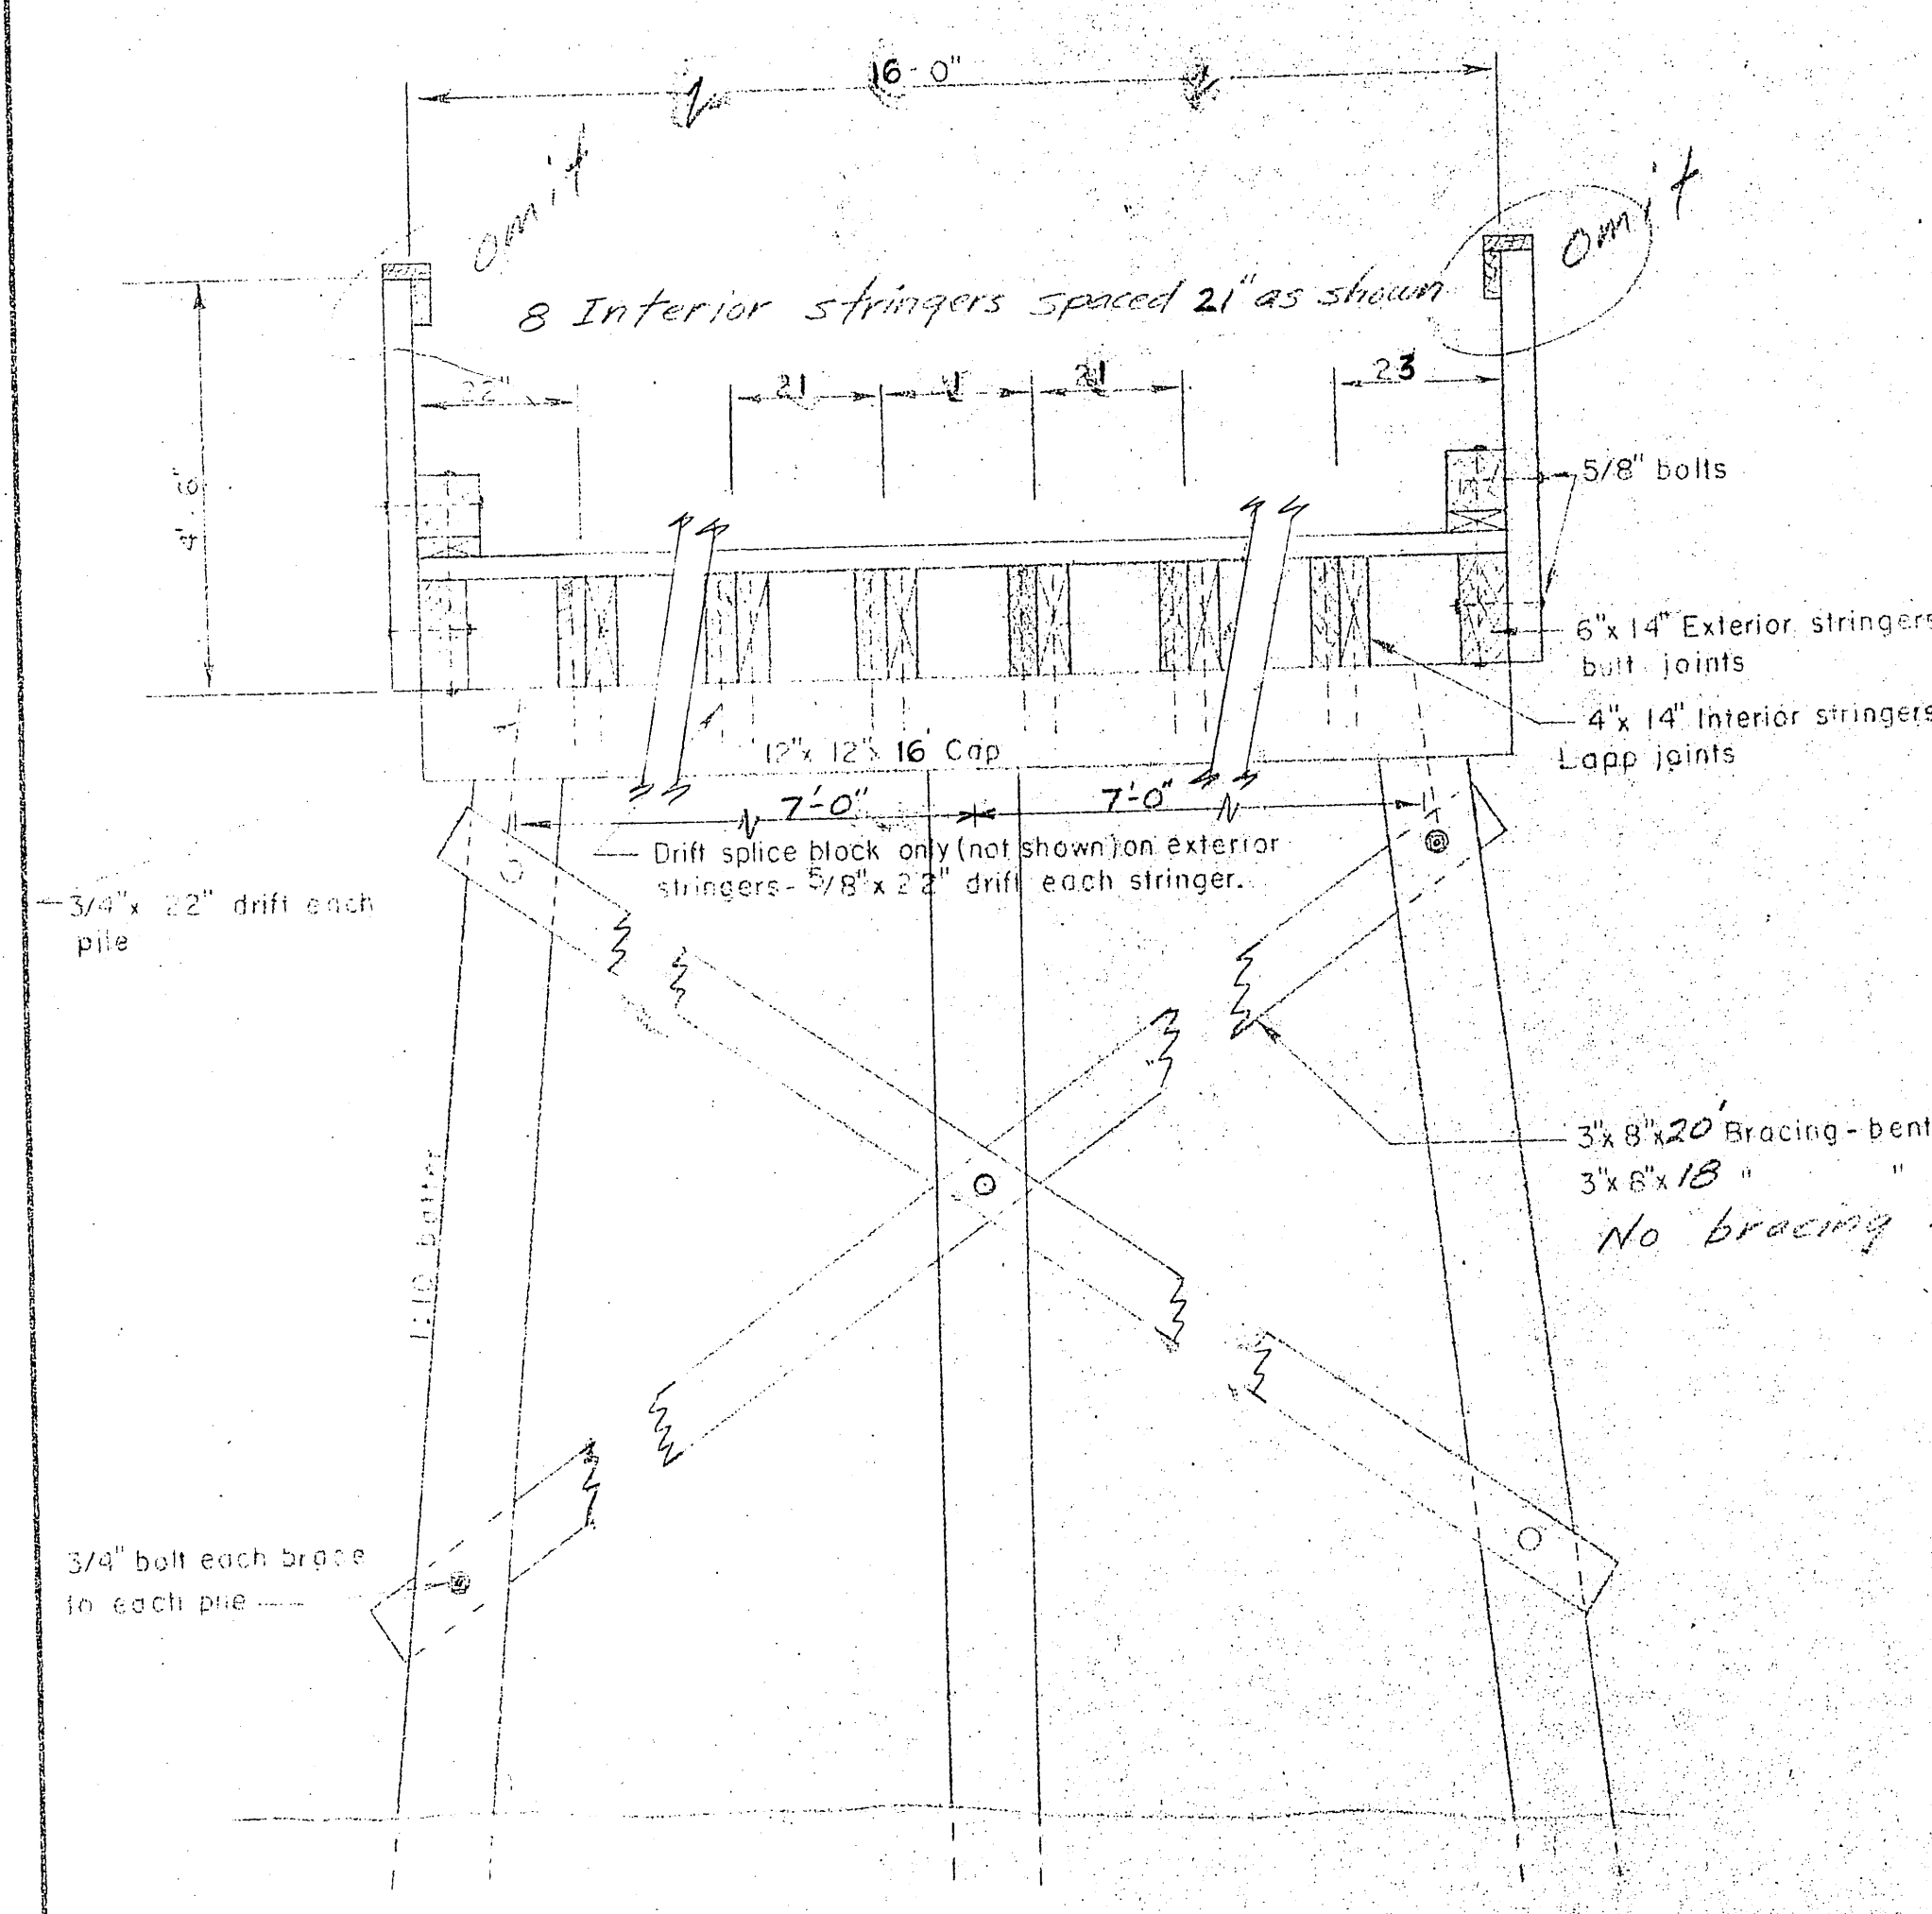 16-0"
omit
omit
8 Interior stringers spaced 21" as shown
22"
21
21
23
5/8" bolts
4'-6"
6"x 14" Exterior stringers
butt joints
4"x 14" Interior stringers
Lapp joints
12"x 12"x 16' Cap
7'-0"
7'-0"
Drift splice block only (not shown) on exterior
stringers - 5/8"x 22" drift each stringer.
3/4"x 22" drift each
pile
3"x 8"x 20' Bracing - bent
3"x 8"x 18 " "
No bracing
1:10 batter
3/4" bolt each brace
to each pile